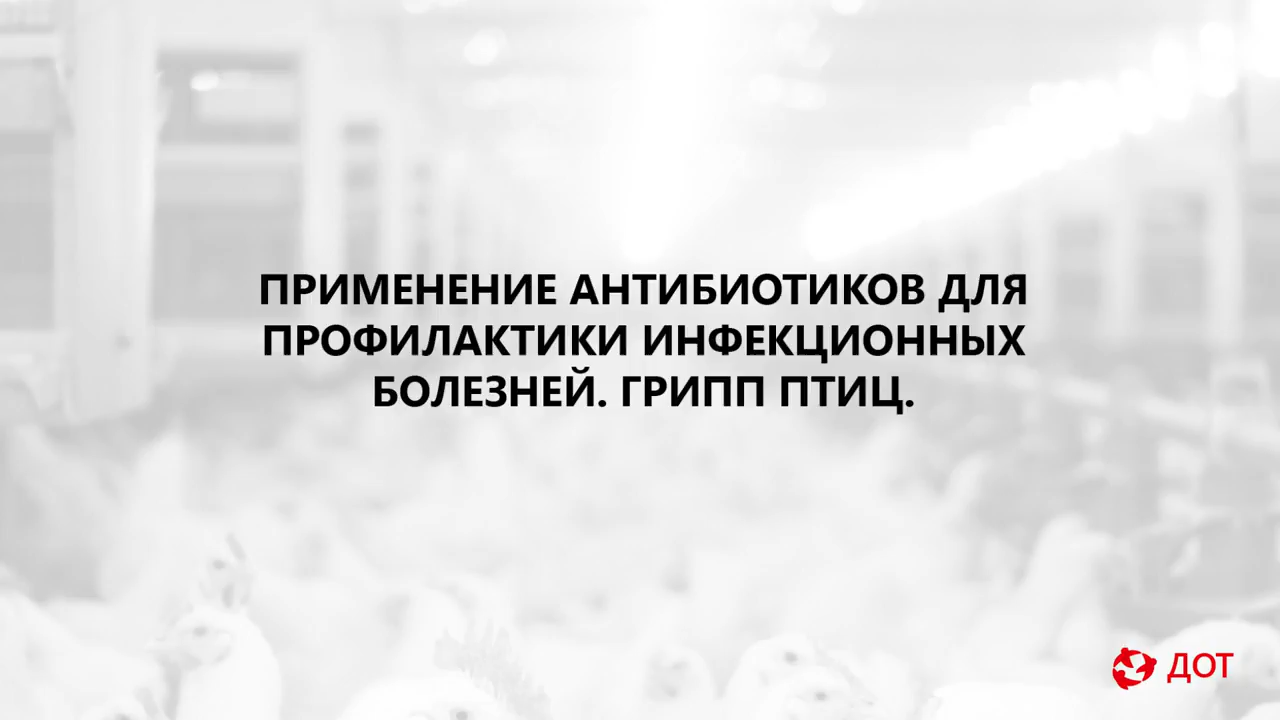 ПРИМЕНЕНИЕ АНТИБИОТИКОВ ДЛЯ
ПРОФИЛАКТИКИ ИНФЕКЦИОННЫХ
БОЛЕЗНЕЙ. ГРИПП ПТИЦ.
ДОТ